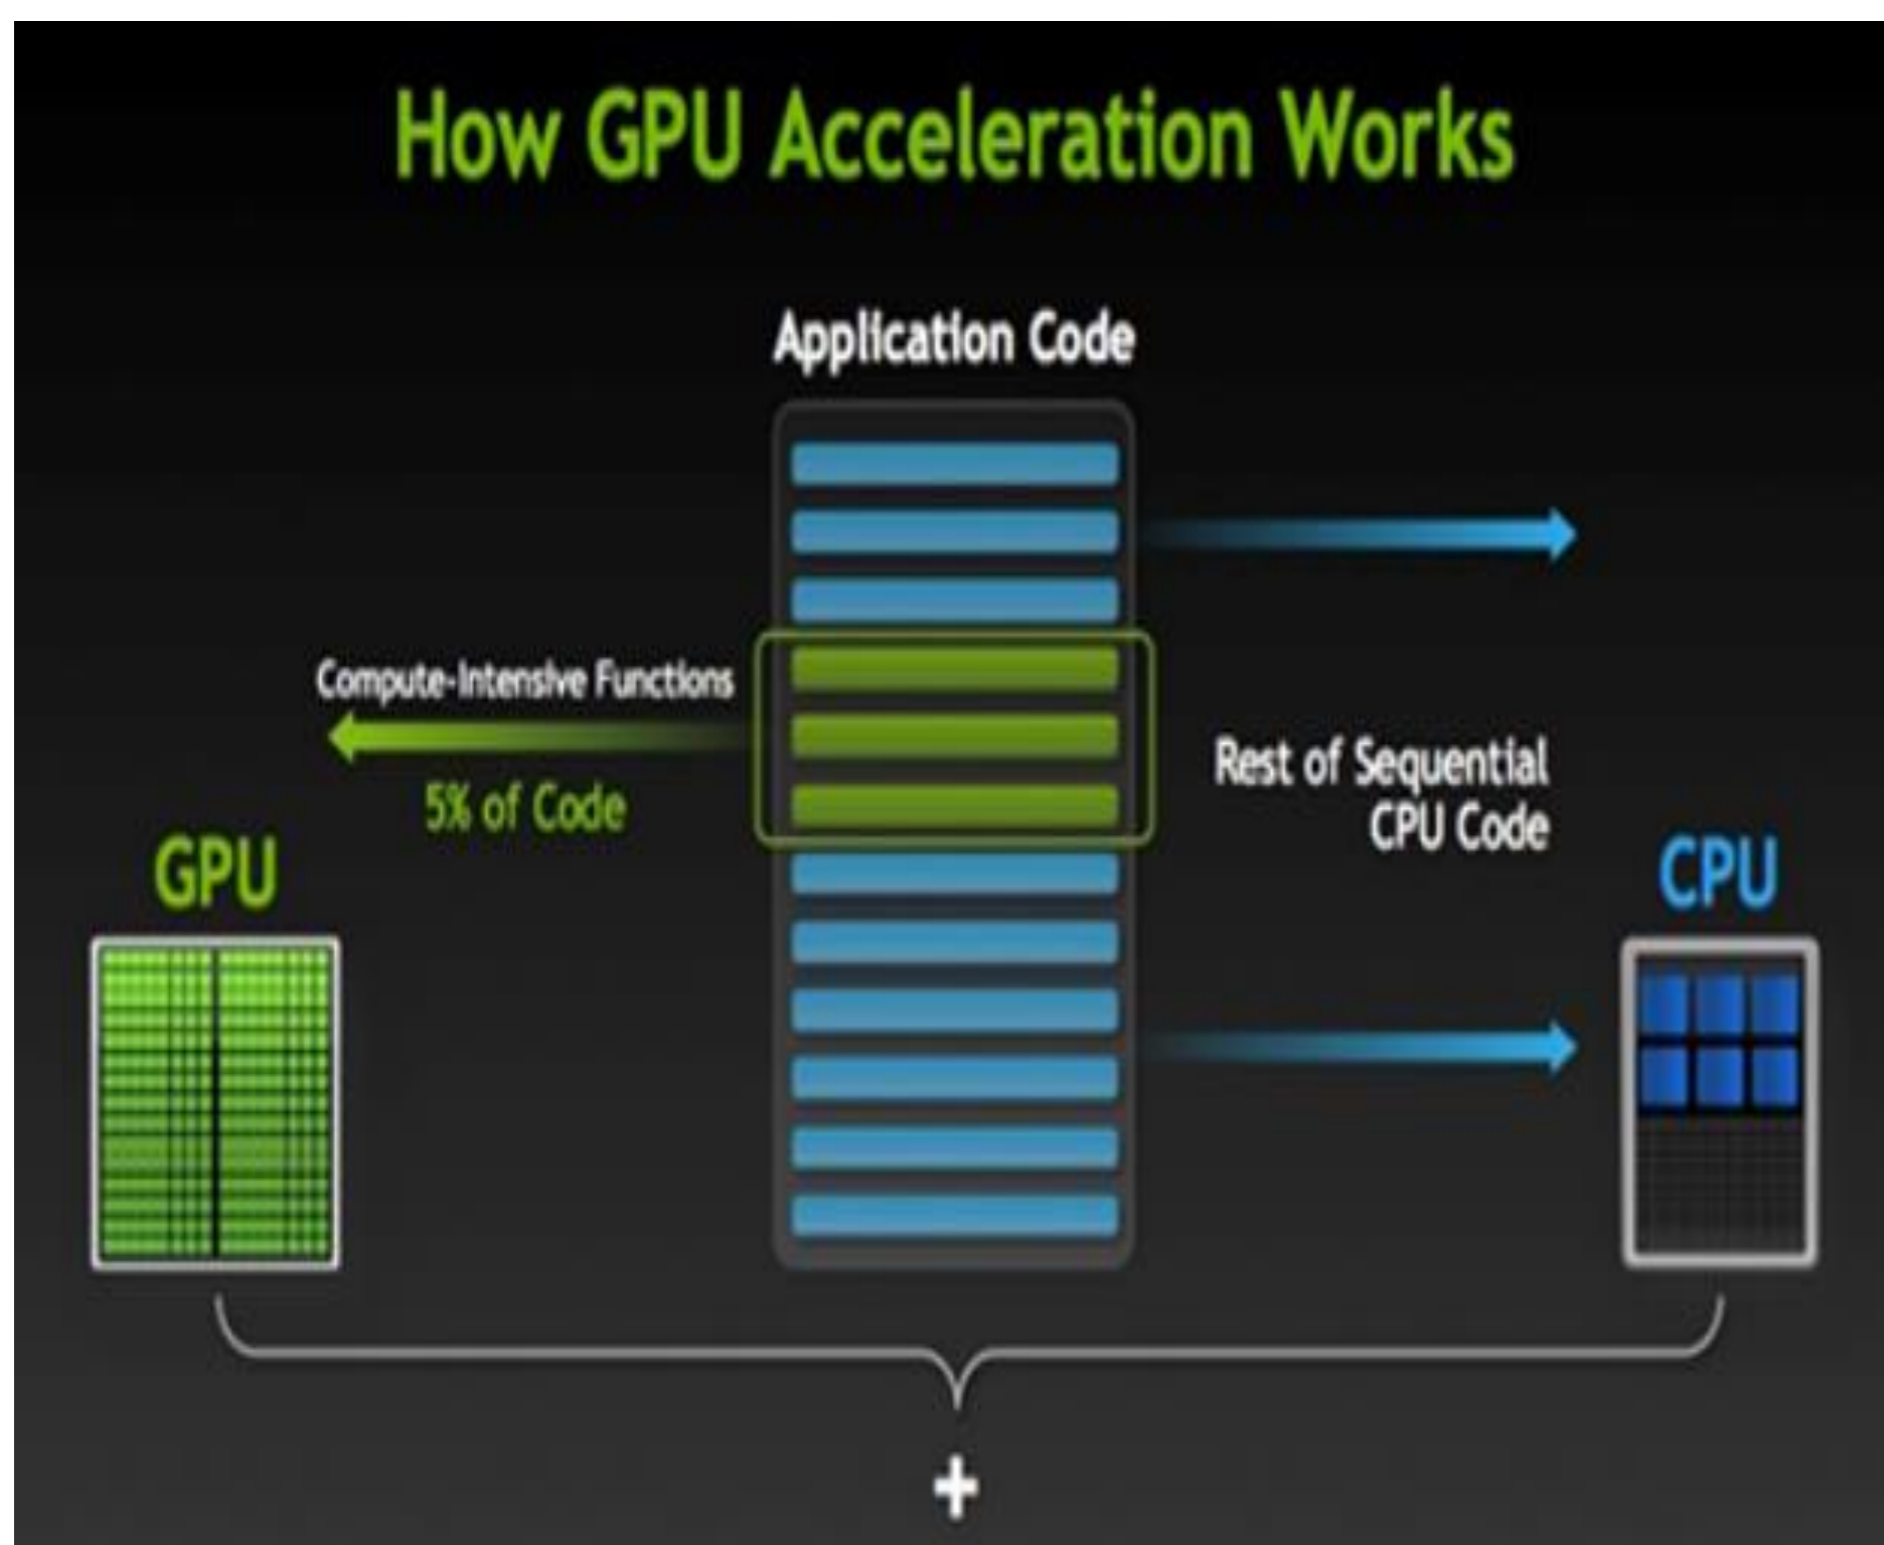 How GPU Acceleration Works
Application Code
Compute-Intensive Functions
5% of Code
Rest of Sequential
CPU Code
GPU
CPU
+